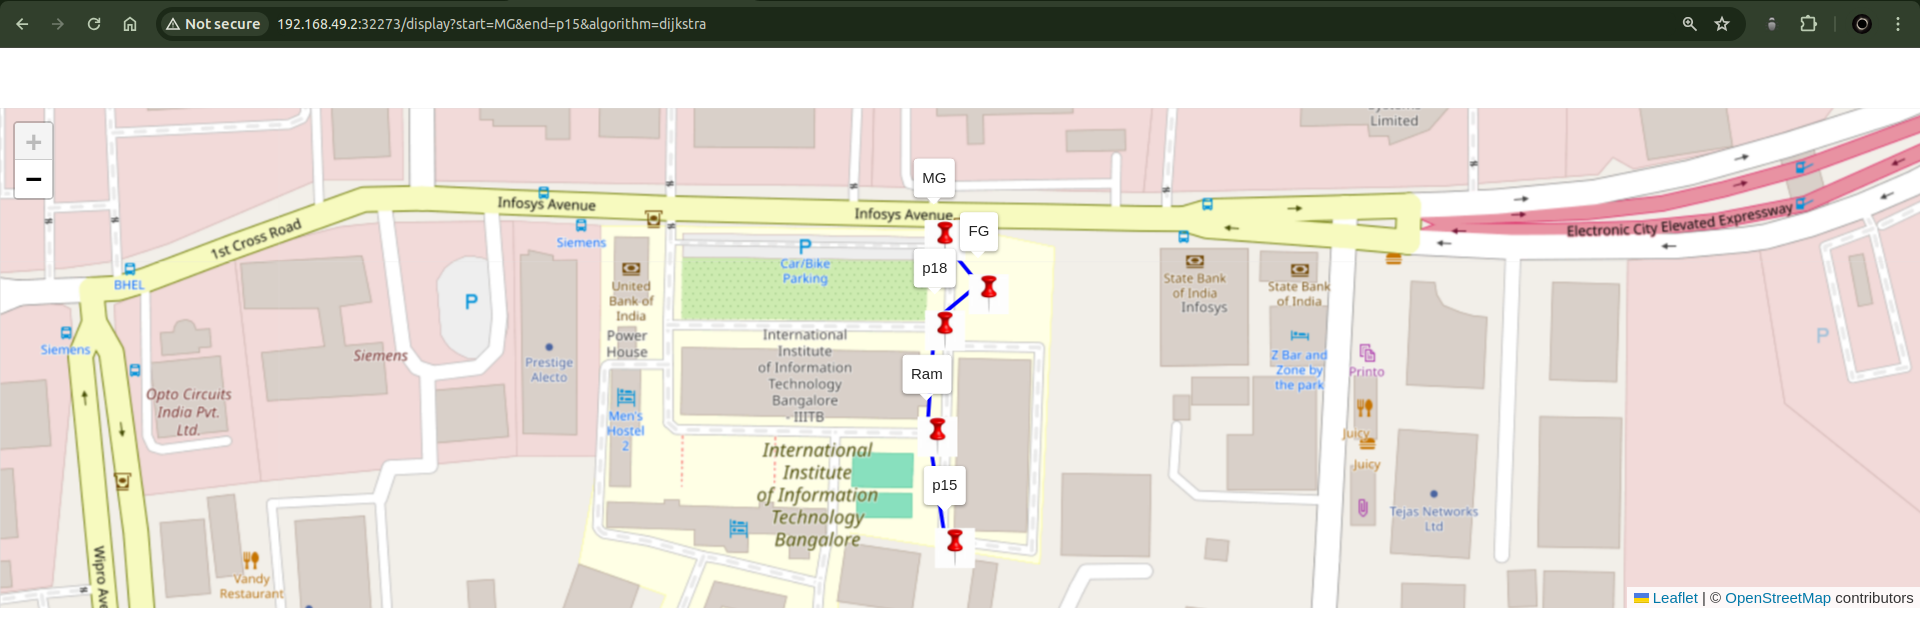 Not secure
192.168.49.2:32273/display?start=MG&end=p15&algorithm=dijkstra
+
−
Limited
MG
Infosys Avenue
Infosys Avenue
1st Cross Road
Siemens
FG
P
Car/Bike
Parking
p18
BHEL
P
United
Bank of
India
State Bank
of India
Infosys
State Bank
of India
Electronic City Elevated Expressway
Siemens
Siemens
Power
House
Prestige
Alecto
International
Institute
of Information
Technology
Bangalore
- IIITB
Z Bar and
Zone by
the park
Printo
P
Ram
Opto Circuits
India Pvt.
Ltd.
Men's
Hostel
2
Juicy
Juicy
International
Institute
of Information
Technology
Bangalore
p15
Tejas Networks
Ltd
Wipro Ave
Vandy
Restaurant
Leaflet | © OpenStreetMap contributors